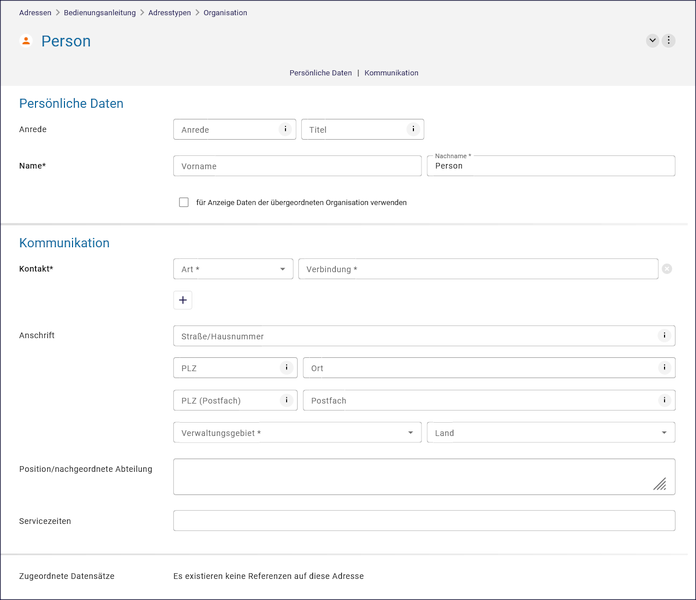 Adressen > Bedienungsanleitung > Adresstypen > Organisation
Person
Persönliche Daten | Kommunikation
Persönliche Daten
Anrede Anrede i Titel i
Name* Vorname Nachname * Person
für Anzeige Daten der übergeordneten Organisation verwenden
Kommunikation
Kontakt* Art * Verbindung *
+
Anschrift Straße/Hausnummer i
PLZ i Ort i
PLZ (Postfach) i Postfach i
Verwaltungsgebiet * Land
Position/nachgeordnete Abteilung
Servicezeiten
Zugeordnete Datensätze Es existieren keine Referenzen auf diese Adresse